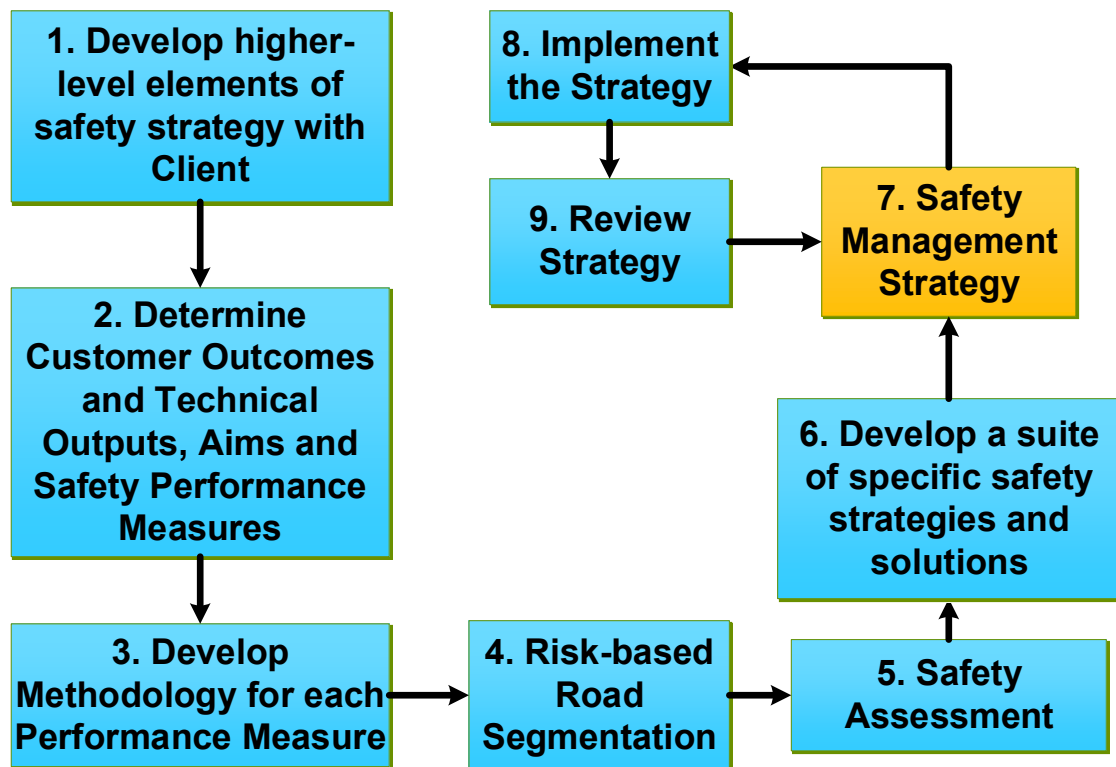 1. Develop higher-
level elements of
safety strategy with
Client
2. Determine
Customer Outcomes
and Technical
Outputs, Aims and
Safety Performance
Measures
3. Develop
Methodology for each
Performance Measure
4. Risk-based
Road
Segmentation
5. Safety
Assessment
6. Develop a suite
of specific safety
strategies and
solutions
7. Safety
Management
Strategy
8. Implement
the Strategy
9. Review
Strategy